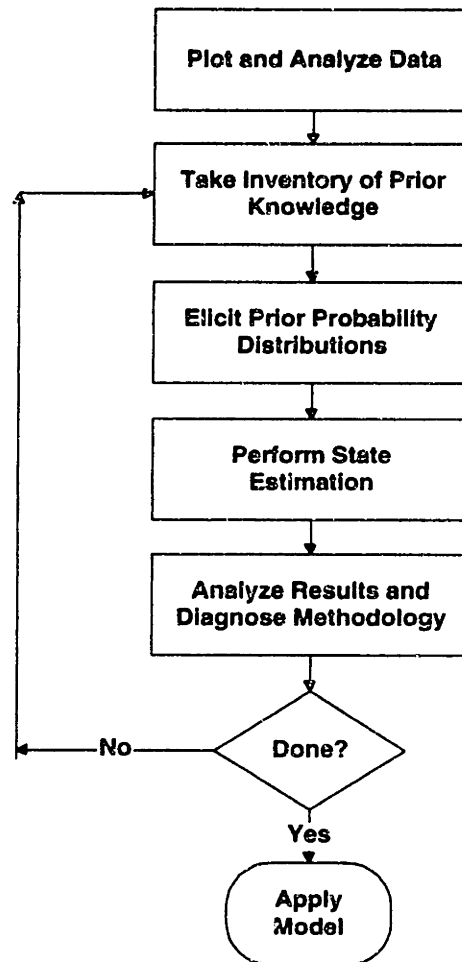 Plot and Analyze Data
Take Inventory of Prior
Knowledge
Elicit Prior Probability
Distributions
Perform State
Estimation
Analyze Results and
Diagnose Methodology
No
Done?
Yes
Apply
Model